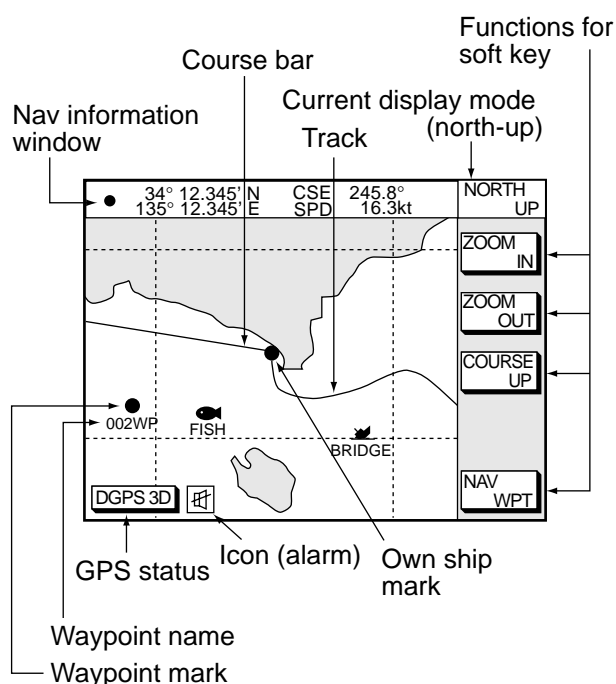 Functions for
soft key
Course bar
Current display mode
(north-up)
Nav information
window
Track
34° 12.345' N CSE 245.8°
135° 12.345' E SPD 16.3kt
NORTH
UP
ZOOM
IN
ZOOM
OUT
COURSE
UP
002WP
FISH
BRIDGE
NAV
WPT
DGPS 3D
Icon (alarm)
Own ship
mark
GPS status
Waypoint name
Waypoint mark